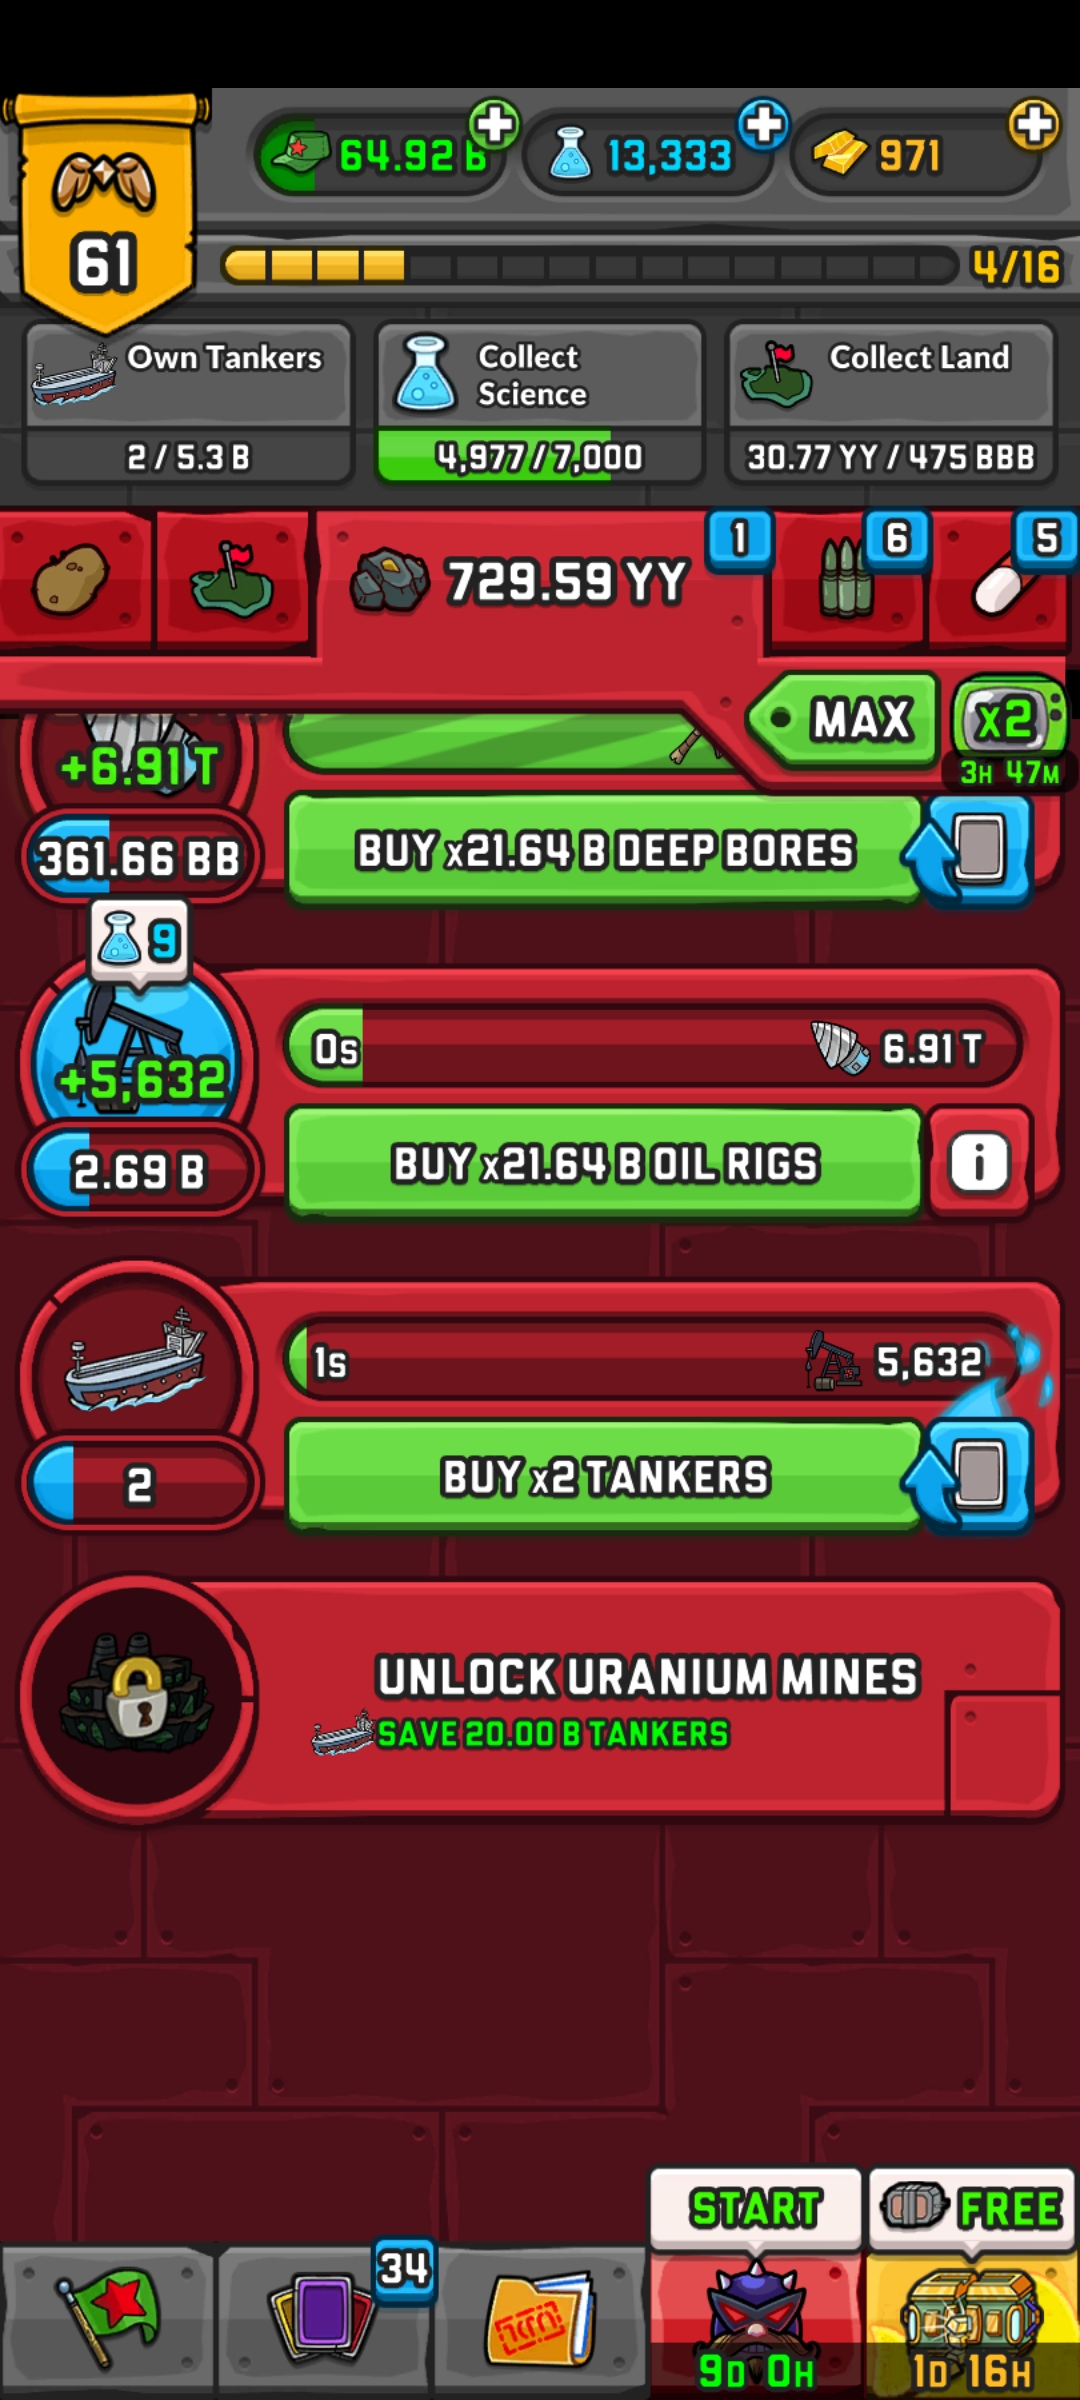 64.92 B
13,333
971
61
4/16
Own Tankers
2 / 5.3 B
Collect
Science
4,977 / 7,000
Collect Land
30.77 YY / 475 BBB
729.59 YY
1
6
5
MAX
x2
3H 47M
+6.91 T
361.66 BB
BUY x21.64 B DEEP BORES
9
+5,632
0s
6.91 T
2.69 B
BUY x21.64 B OIL RIGS
i
1s
5,632
2
BUY x2 TANKERS
UNLOCK URANIUM MINES
SAVE 20.00 B TANKERS
START
FREE
34
9D 0H
1D 16H